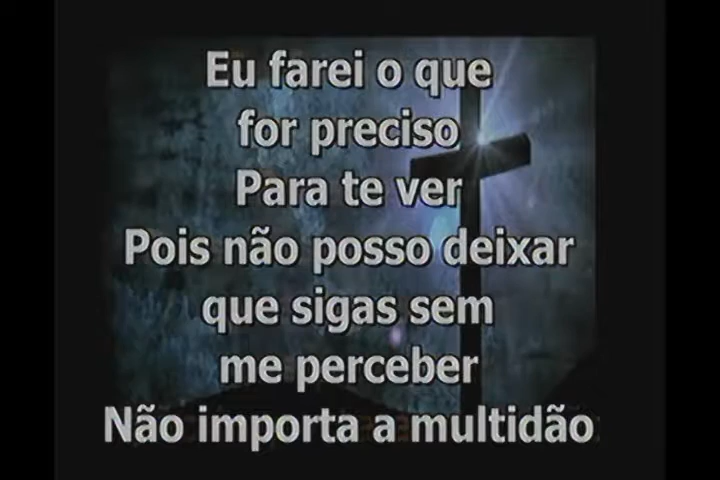 Eu farei o que
for preciso
Para te ver
Pois não posso deixar
que sigas sem
me perceber
Não importa a multidão